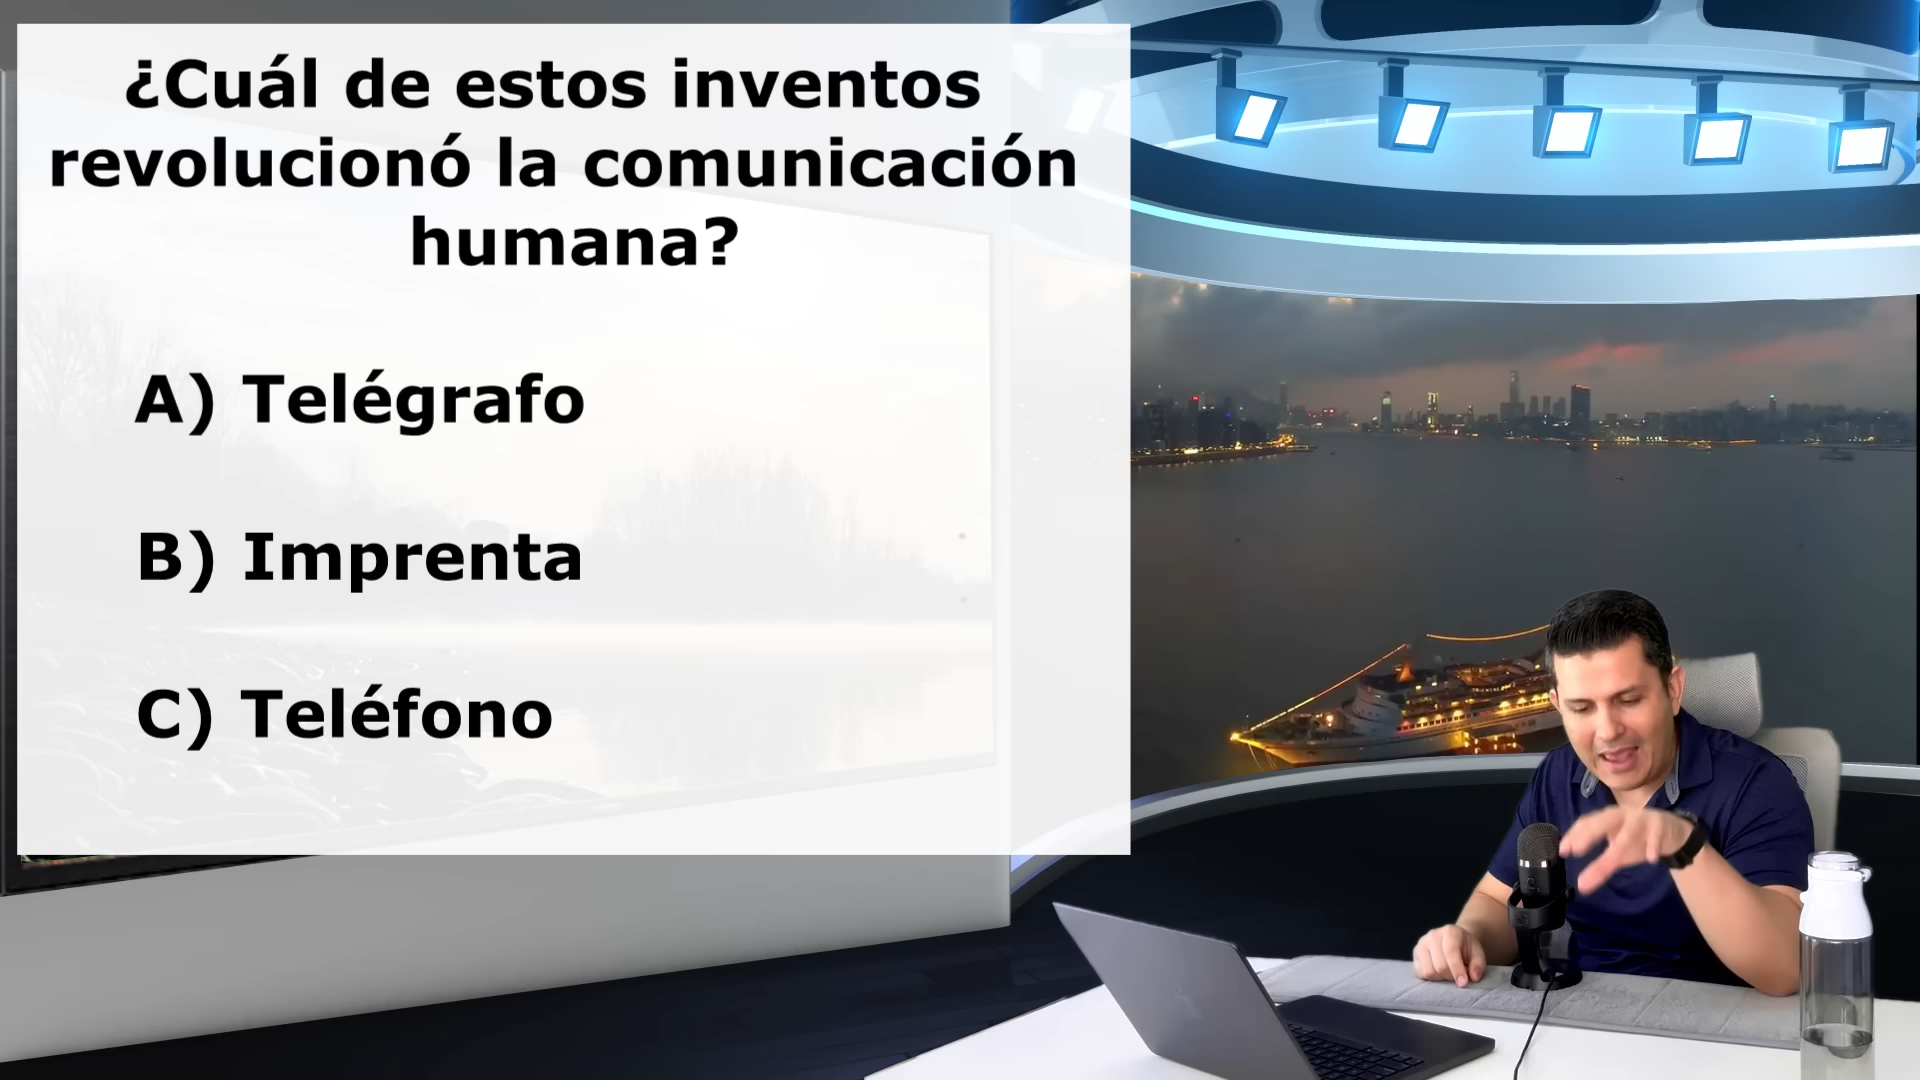 ¿Cuál de estos inventos
revolucionó la comunicación
humana?
A) Telégrafo
B) Imprenta
C) Teléfono